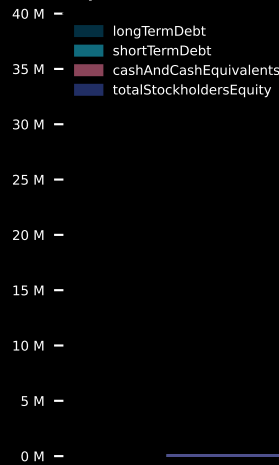 40 M
longTermDebt
shortTermDebt
35 M
cashAndCashEquivalents
totalStockholdersEquity
30 M
25 M
20 M
15 M
10 M
5 M
0 M